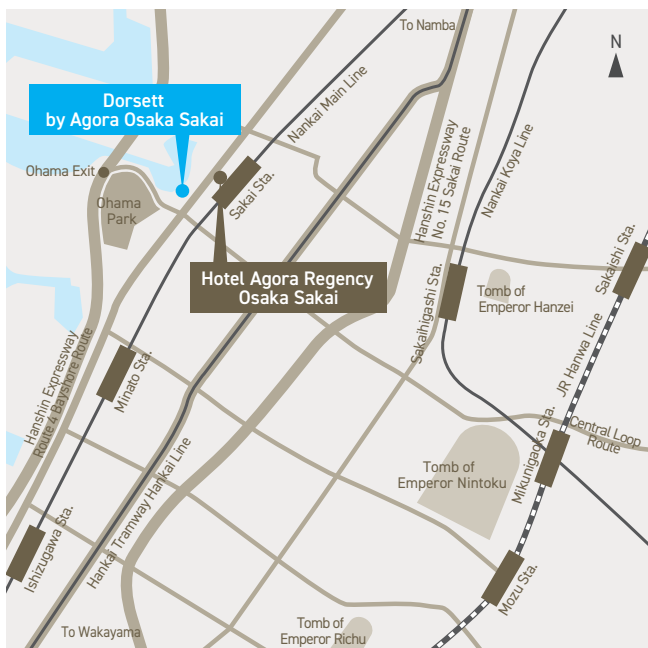 To Namba
N
Dorsett
by Agora Osaka Sakai
Nankai Main Line
Ohama Exit
Ohama
Park
Sakai Sta.
Hanshin Expressway
No. 15 Sakai Route
Nankai Koya Line
Hotel Agora Regency
Osaka Sakai
Sakaihigashi Sta.
Tomb of
Emperor Hanzei
Sakaishi Sta.
JR Hanwa Line
Hanshin Expressway
Route 4 Bayshore Route
Minato Sta.
Central Loop
Route
Mikunigaoka Sta.
Tomb of
Emperor Nintoku
Hankai Tramway Hankai Line
Ishizugawa Sta.
Mozu Sta.
To Wakayama
Tomb of
Emperor Richu